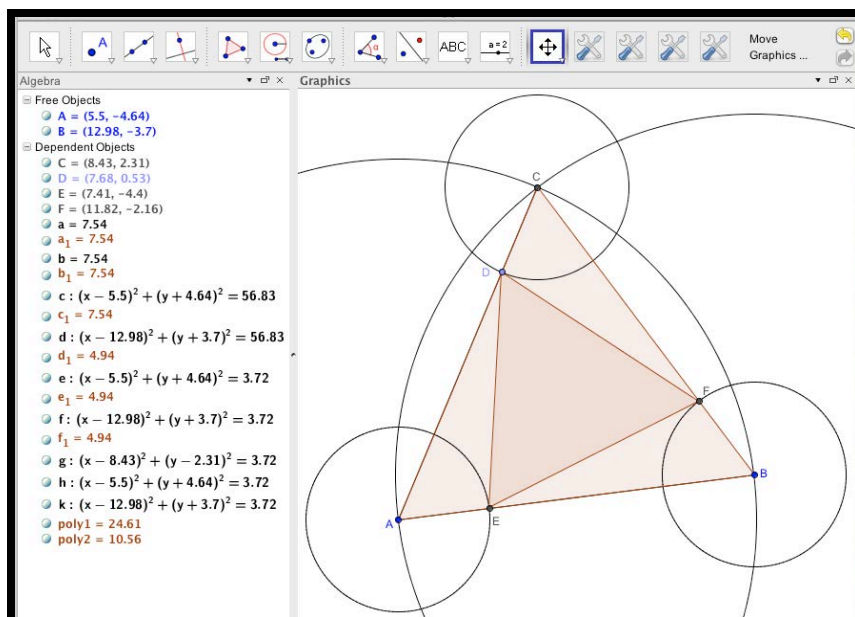 A
α
ABC
a = 2
Move
Graphics ...
Algebra
Graphics
Free Objects
A = (5.5, −4.64)
B = (12.98, −3.7)
Dependent Objects
C = (8.43, 2.31)
D = (7.68, 0.53)
E = (7.41, −4.4)
F = (11.82, −2.16)
a = 7.54
a₁ = 7.54
b = 7.54
b₁ = 7.54
c : (x − 5.5)² + (y + 4.64)² = 56.83
c₁ = 7.54
d : (x − 12.98)² + (y + 3.7)² = 56.83
d₁ = 4.94
e : (x − 5.5)² + (y + 4.64)² = 3.72
e₁ = 4.94
f : (x − 12.98)² + (y + 3.7)² = 3.72
f₁ = 4.94
g : (x − 8.43)² + (y − 2.31)² = 3.72
h : (x − 5.5)² + (y + 4.64)² = 3.72
k : (x − 12.98)² + (y + 3.7)² = 3.72
poly1 = 24.61
poly2 = 10.56
C
D
F
B
A
E